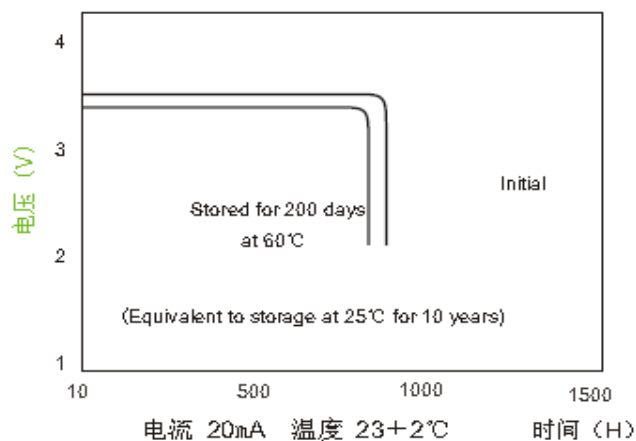 4
3
2
1
电压 (V)
Initial
Stored for 200 days
at 60℃
(Equivalent to storage at 25℃ for 10 years)
10 500 1000 1500
电流 20mA 温度 23+2℃ 时间 (H)